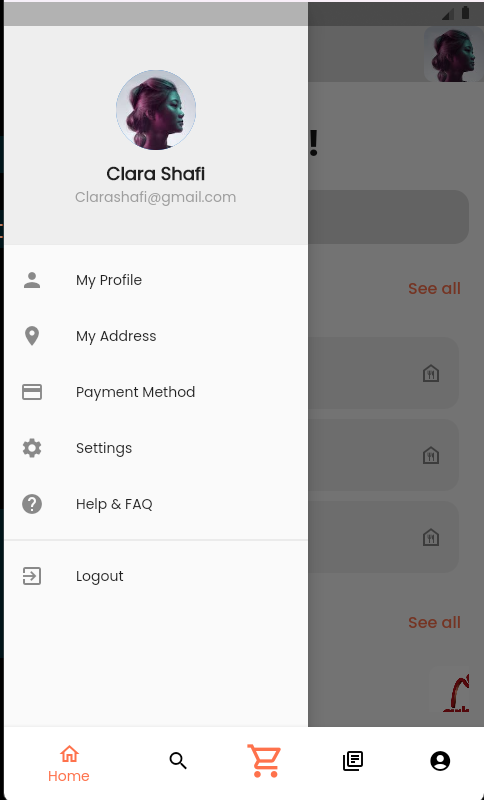 !
Clara Shafi
Clarashafi@gmail.com
My Profile
See all
My Address
Payment Method
Settings
Help & FAQ
Logout
See all
Home